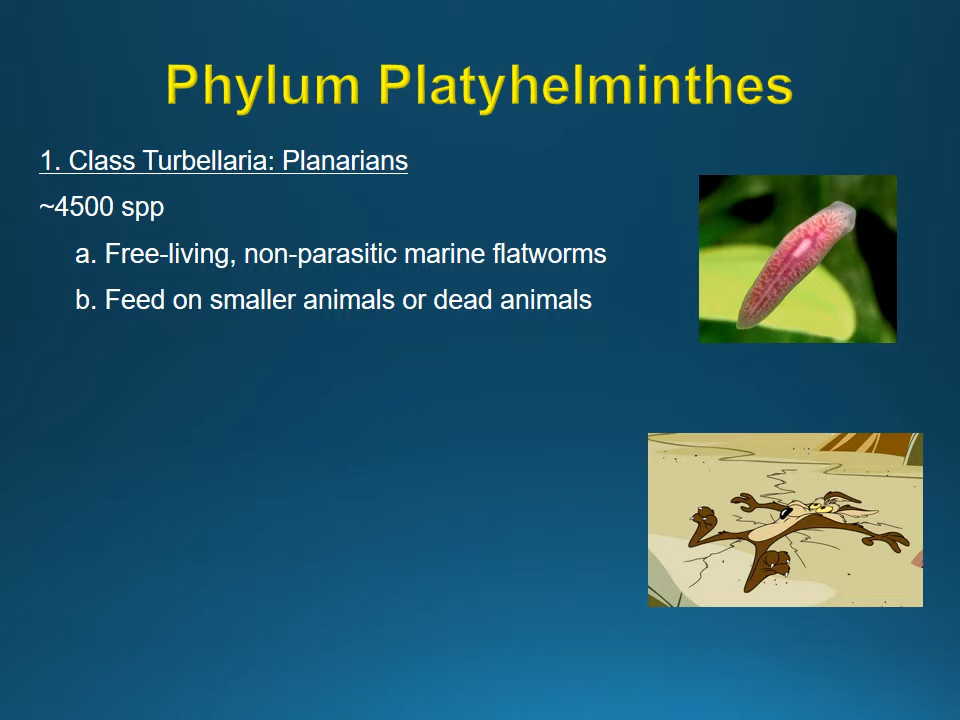 Phylum Platyhelminthes
1. Class Turbellaria: Planarians
~4500 spp
a. Free-living, non-parasitic marine flatworms
b. Feed on smaller animals or dead animals